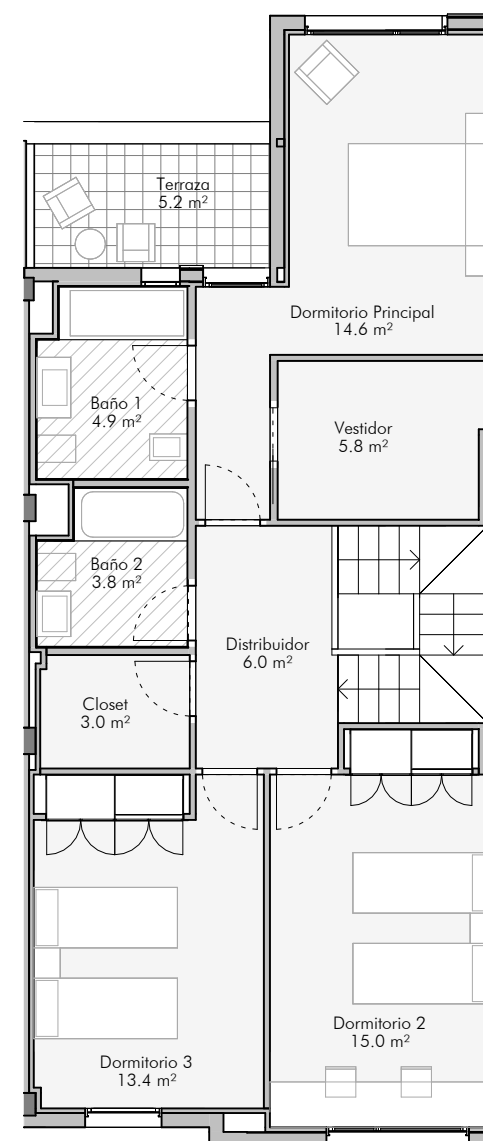 Terraza
5.2 m²
Dormitorio Principal
14.6 m²
Baño 1
4.9 m²
Vestidor
5.8 m²
Baño 2
3.8 m²
Distribuidor
6.0 m²
Closet
3.0 m²
Dormitorio 2
15.0 m²
Dormitorio 3
13.4 m²